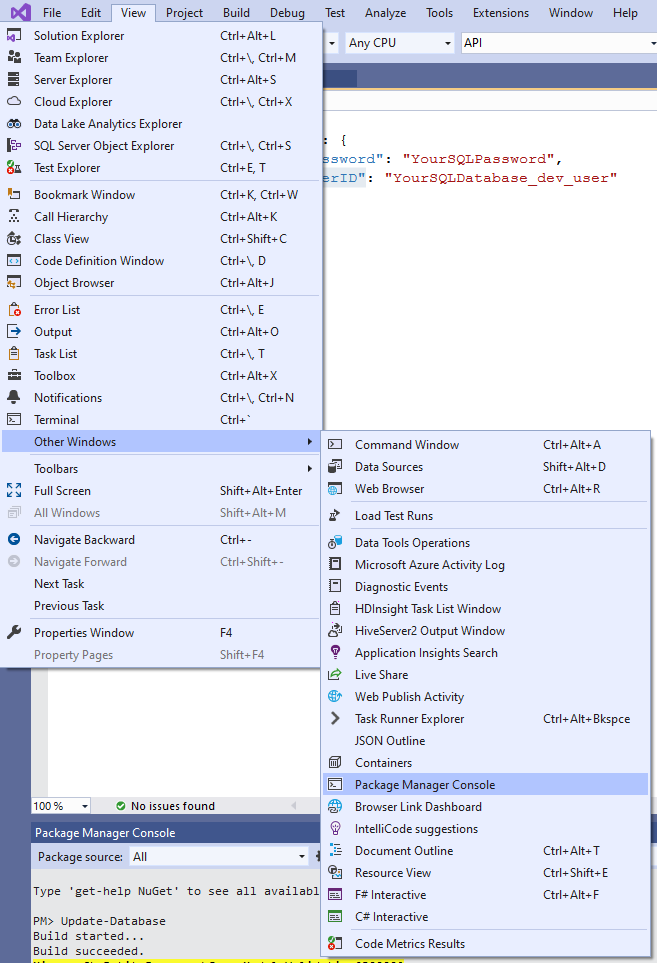 File Edit View Project Build Debug Test Analyze Tools Extensions Window Help
Any CPU API
Solution Explorer Ctrl+Alt+L
Team Explorer Ctrl+\, Ctrl+M
Server Explorer Ctrl+Alt+S
Cloud Explorer Ctrl+\, Ctrl+X
Data Lake Analytics Explorer
SQL Server Object Explorer Ctrl+\, Ctrl+S
Test Explorer Ctrl+E, T
Bookmark Window Ctrl+K, Ctrl+W
Call Hierarchy Ctrl+Alt+K
Class View Ctrl+Shift+C
Code Definition Window Ctrl+\, D
Object Browser Ctrl+Alt+J
Error List Ctrl+\, E
Output Ctrl+Alt+O
Task List Ctrl+\, T
Toolbox Ctrl+Alt+X
Notifications Ctrl+\, Ctrl+N
Terminal Ctrl+`
Other Windows
Toolbars
Full Screen Shift+Alt+Enter
All Windows Shift+Alt+M
Navigate Backward Ctrl+-
Navigate Forward Ctrl+Shift+-
Next Task
Previous Task
Properties Window F4
Property Pages Shift+F4
: {
ssword": "YourSQLPassword",
erID": "YourSQLDatabase_dev_user"
Command Window Ctrl+Alt+A
Data Sources Shift+Alt+D
Web Browser Ctrl+Alt+R
Load Test Runs
Data Tools Operations
Microsoft Azure Activity Log
Diagnostic Events
HDInsight Task List Window
HiveServer2 Output Window
Application Insights Search
Live Share
Web Publish Activity
Task Runner Explorer Ctrl+Alt+Bkspce
JSON Outline
Containers
Package Manager Console
Browser Link Dashboard
IntelliCode suggestions
Document Outline Ctrl+Alt+T
Resource View Ctrl+Shift+E
F# Interactive Ctrl+Alt+F
C# Interactive
Code Metrics Results
100 % No issues found
Package Manager Console
Package source: All
Type 'get-help NuGet' to see all availabl
PM> Update-Database
Build started...
Build succeeded.